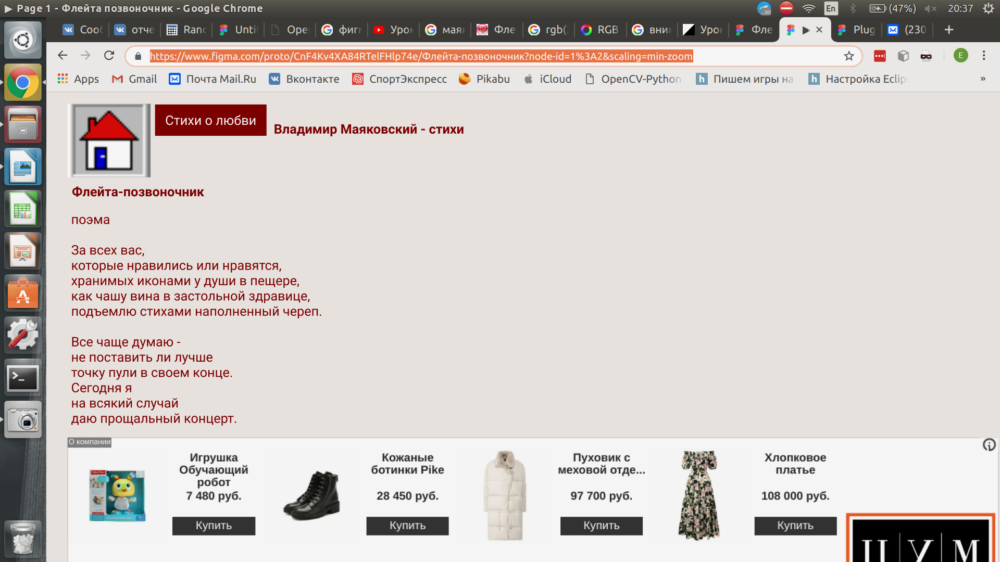 Page 1 - Флейта позвоночник - Google Chrome
30
En
(47%)
20:37
Сооб
отче
Ranc
Unti
Ope
фигм
Урок
маяк
Фле
rgb(
RGB
вним
Урок
Фле
Plug
(230
https://www.figma.com/proto/CnF4Kv4XA84RTelFHlp74e/Флейта-позвоночник?node-id=1%3A2&scaling=min-zoom
E
Apps
Gmail
Почта Mail.Ru
Вконтакте
СпортЭкспресс
Pikabu
iCloud
OpenCV-Python
Пишем игры на
Настройка Eclip
»
Стихи о любви
Владимир Маяковский - стихи
Флейта-позвоночник
поэма
За всех вас,
которые нравились или нравятся,
хранимых иконами у души в пещере,
как чашу вина в застольной здравице,
подъемлю стихами наполненный череп.
Все чаще думаю -
не поставить ли лучше
точку пули в своем конце.
Сегодня я
на всякий случай
даю прощальный концерт.
О компании
Игрушка
Обучающий
робот
7 480 руб.
Купить
Кожаные
ботинки Pike
28 450 руб.
Купить
Пуховик с
меховой отде...
97 700 руб.
Купить
Хлопковое
платье
108 000 руб.
Купить
ЦУМ